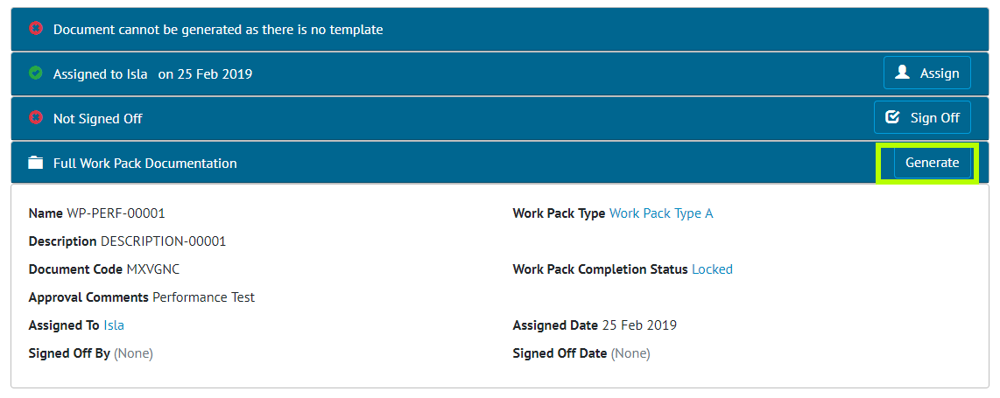 Document cannot be generated as there is no template
Assigned to Isla on 25 Feb 2019 Assign
Not Signed Off Sign Off
Full Work Pack Documentation Generate
Name WP-PERF-00001 Work Pack Type Work Pack Type A
Description DESCRIPTION-00001
Document Code MXVGNC Work Pack Completion Status Locked
Approval Comments Performance Test
Assigned To Isla Assigned Date 25 Feb 2019
Signed Off By (None) Signed Off Date (None)